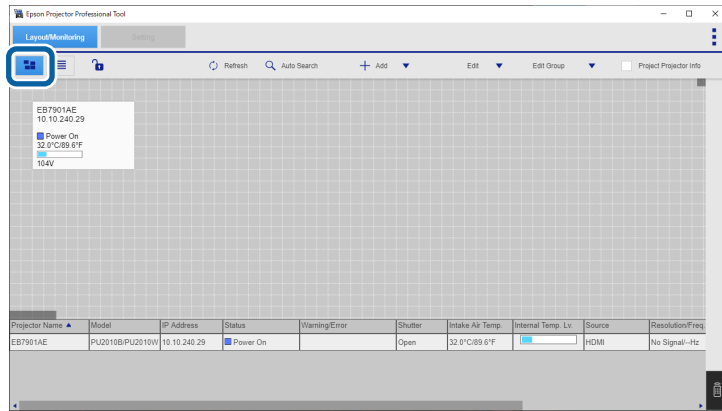 Epson Projector Professional Tool
Layout/Monitoring Setting
Refresh Auto Search Add Edit Edit Group Project Projector Info
EB7901AE
10.10.240.29
Power On
32.0°C/89.6°F
104V
Projector Name Model IP Address Status Warning/Error Shutter Intake Air Temp. Internal Temp. Lv. Source Resolution/Freq.
EB7901AE PU2010B/PU2010W 10.10.240.29 Power On Open 32.0°C/89.6°F HDMI No Signal/--Hz